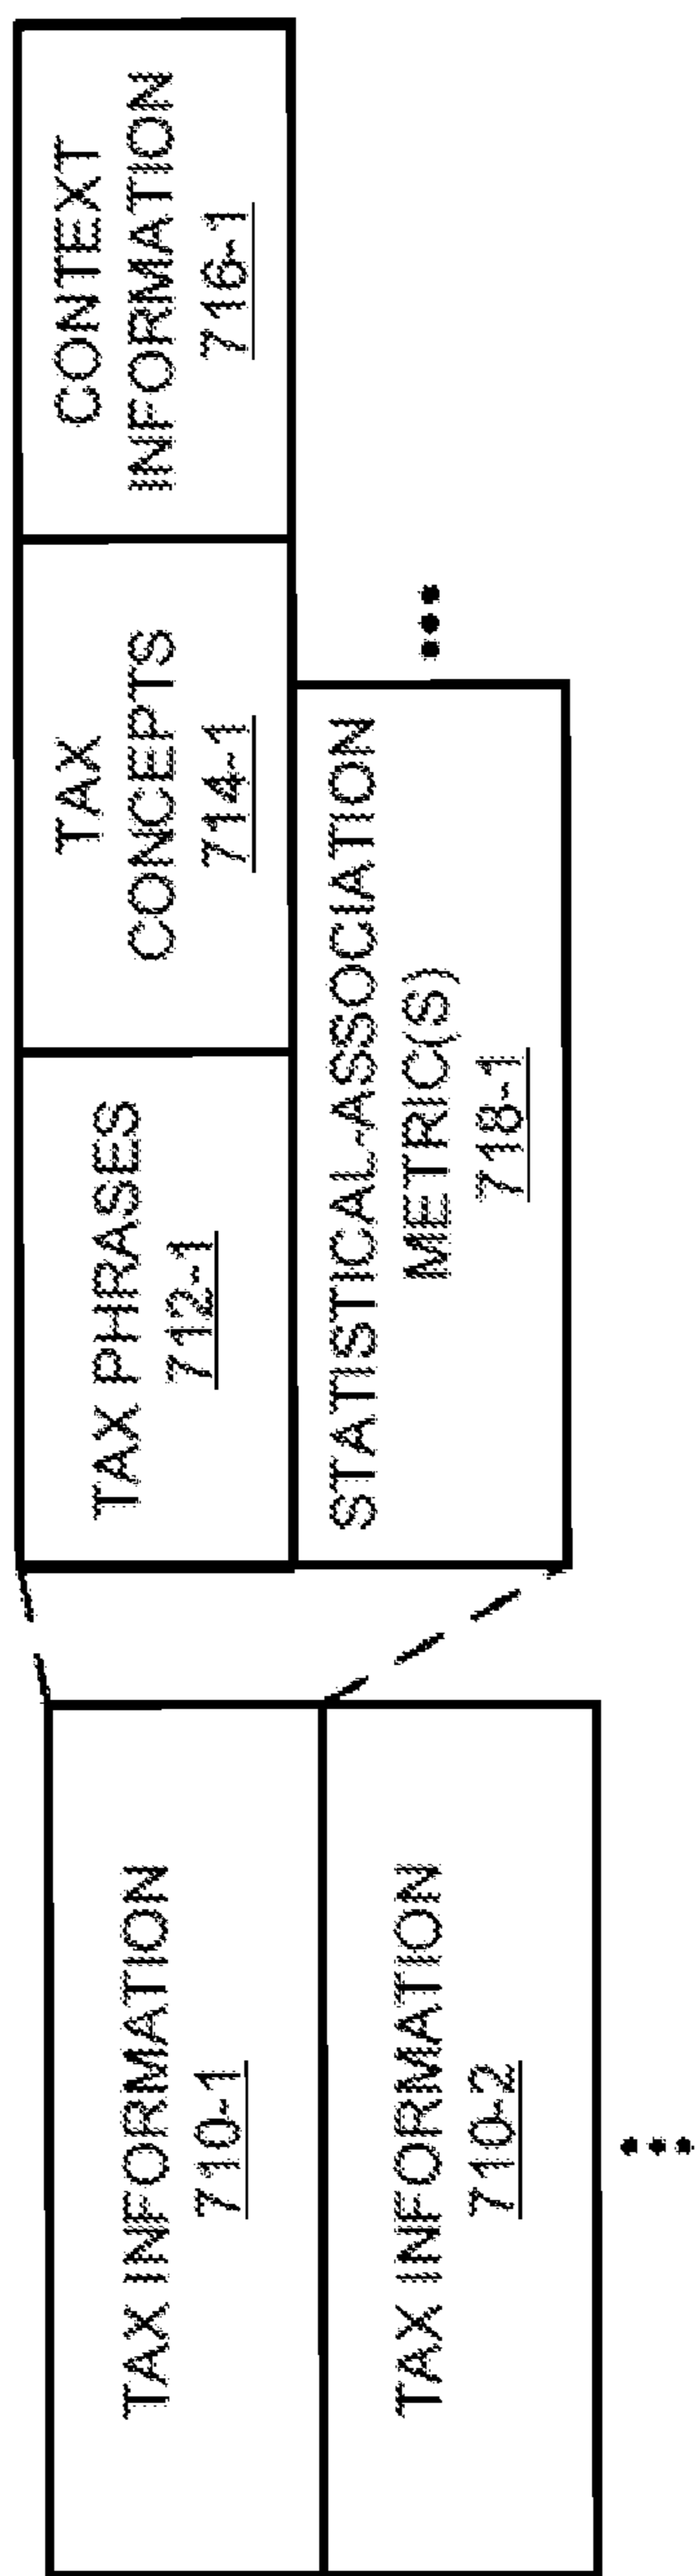 TAX INFORMATION
710-1
TAX INFORMATION
710-2
TAX PHRASES
712-1
TAX
CONCEPTS
714-1
CONTEXT
INFORMATION
716-1
STATISTICAL-ASSOCIATION
METRIC(S)
718-1